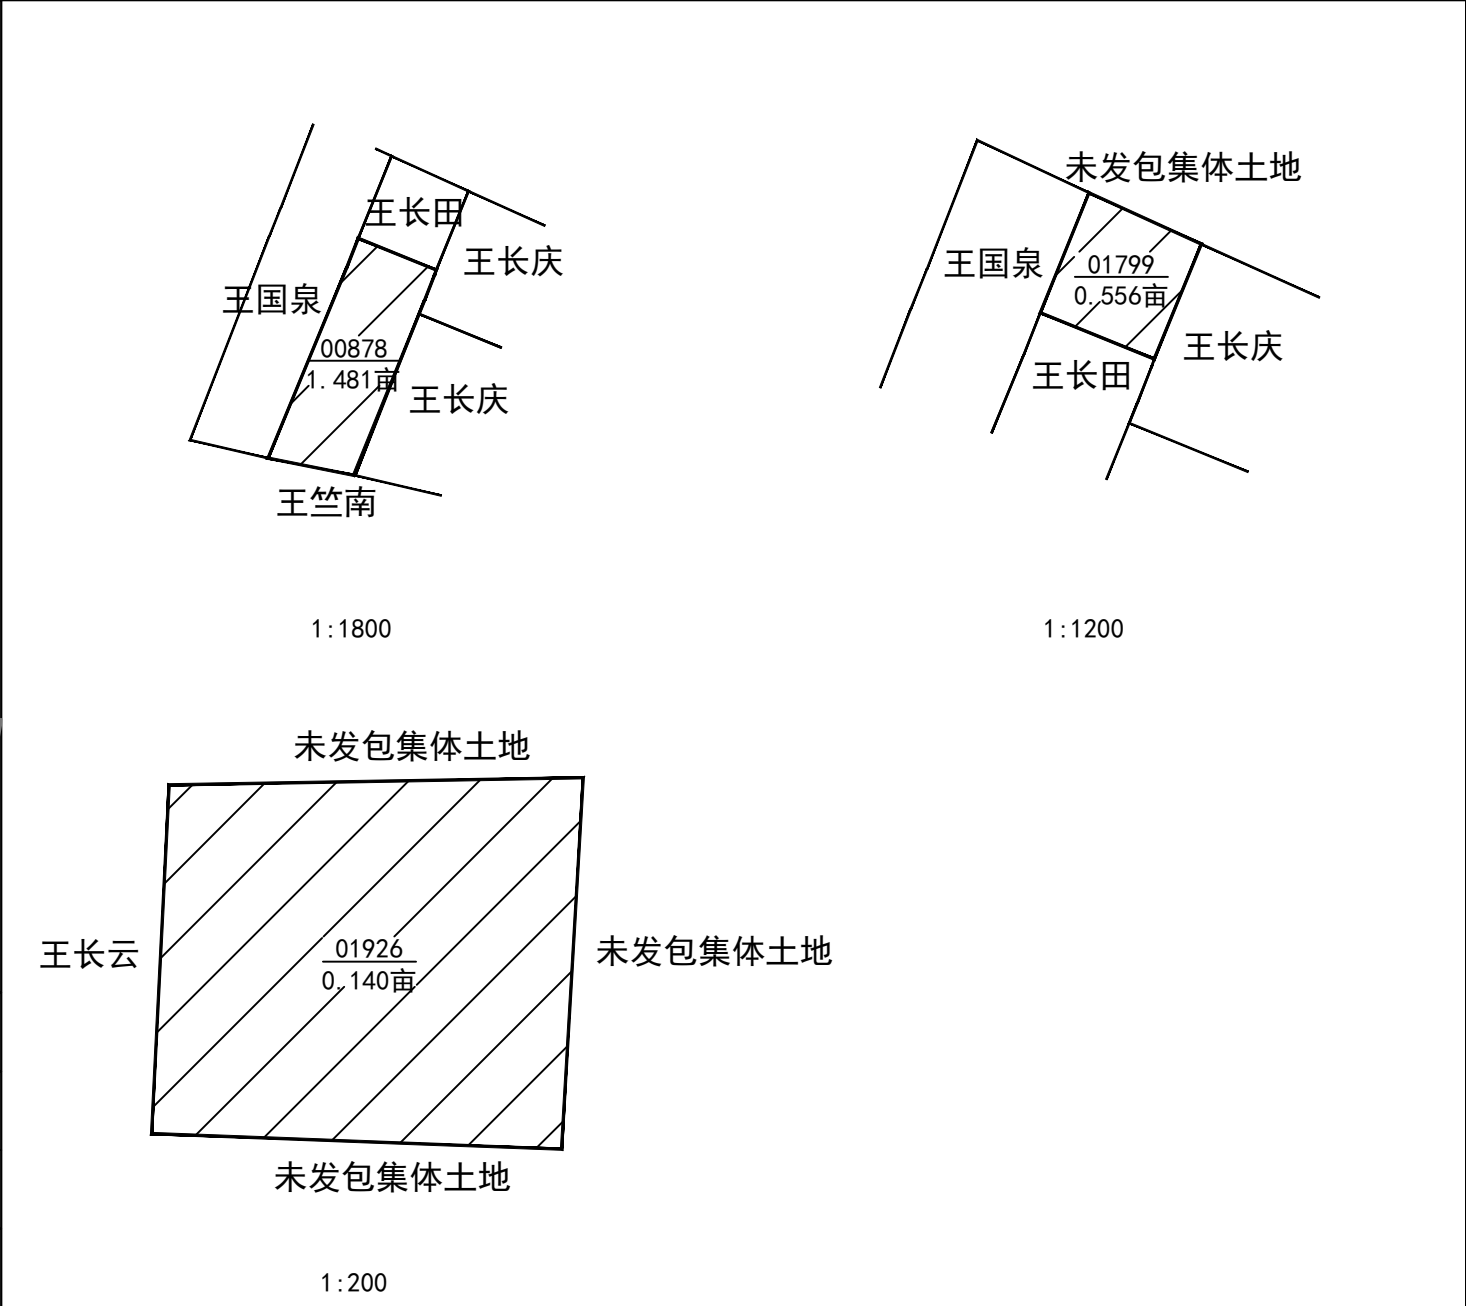 王长田
王长庆
王国泉
00878
1.481亩
王长庆
王竺南
1:1800
未发包集体土地
王国泉
01799
0.556亩
王长庆
王长田
1:1200
未发包集体土地
王长云
01926
0.140亩
未发包集体土地
未发包集体土地
1:200